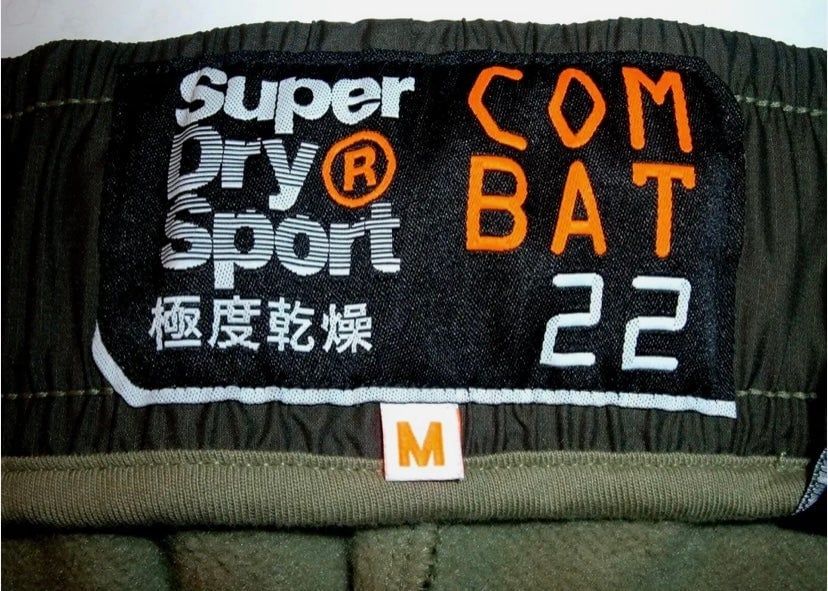 Super
Dry®
Sport
極度乾燥
COM
BAT
22
M